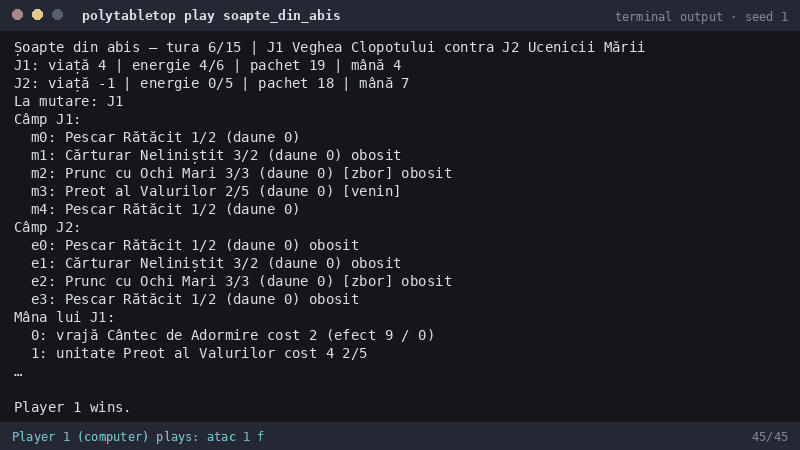 polytabletop play soapte_din_abis
terminal output · seed 1
Șoapte din abis — tura 6/15 | J1 Veghea Clopotului contra J2 Ucenicii Mării
J1: viață 4 | energie 4/6 | pachet 19 | mână 4
J2: viață -1 | energie 0/5 | pachet 18 | mână 7
La mutare: J1
Câmp J1:
m0: Pescar Rătăcit 1/2 (daune 0)
m1: Cărturar Neliniștit 3/2 (daune 0) obosit
m2: Prunc cu Ochi Mari 3/3 (daune 0) [zbor] obosit
m3: Preot al Valurilor 2/5 (daune 0) [venin]
m4: Pescar Rătăcit 1/2 (daune 0)
Câmp J2:
e0: Pescar Rătăcit 1/2 (daune 0) obosit
e1: Cărturar Neliniștit 3/2 (daune 0) obosit
e2: Prunc cu Ochi Mari 3/3 (daune 0) [zbor] obosit
e3: Pescar Rătăcit 1/2 (daune 0) obosit
Mâna lui J1:
0: vrajă Cântec de Adormire cost 2 (efect 9 / 0)
1: unitate Preot al Valurilor cost 4 2/5
…
Player 1 wins.
Player 1 (computer) plays: atac 1 f
45/45